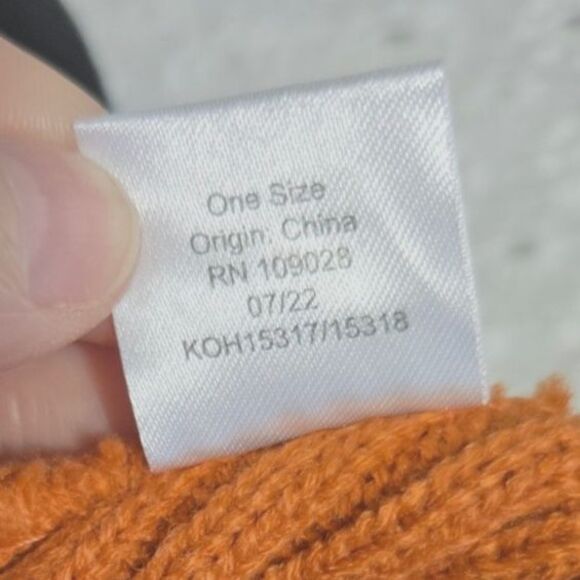 One Size
Origin: China
RN 109028
07/22
KOH15317/15318